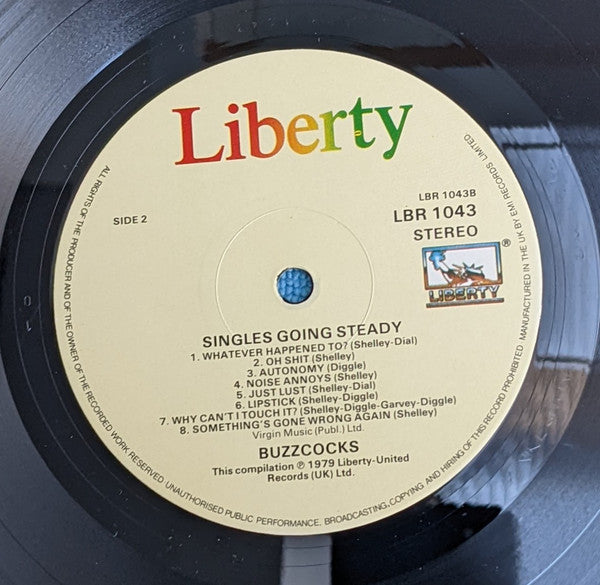 Liberty
SIDE 2
LBR 1043B
LBR 1043
STEREO
®
LIBERTY
SINGLES GOING STEADY
1. WHATEVER HAPPENED TO? (Shelley-Dial)
2. OH SHIT (Shelley)
3. AUTONOMY (Diggle)
4. NOISE ANNOYS (Shelley)
5. JUST LUST (Shelley-Dial)
6. LIPSTICK (Shelley-Diggle)
7. WHY CAN'T I TOUCH IT? (Shelley-Diggle-Garvey-Diggle)
8. SOMETHING'S GONE WRONG AGAIN (Shelley)
Virgin Music (Publ.) Ltd.
BUZZCOCKS
This compilation ℗ 1979 Liberty-United
Records (UK) Ltd.
ALL RIGHTS OF THE PRODUCER AND OF THE OWNER OF THE RECORDED WORK RESERVED. UNAUTHORISED PUBLIC PERFORMANCE, BROADCASTING, COPYING AND HIRING OF THIS RECORD PROHIBITED. MANUFACTURED IN THE UK BY EMI RECORDS LIMITED